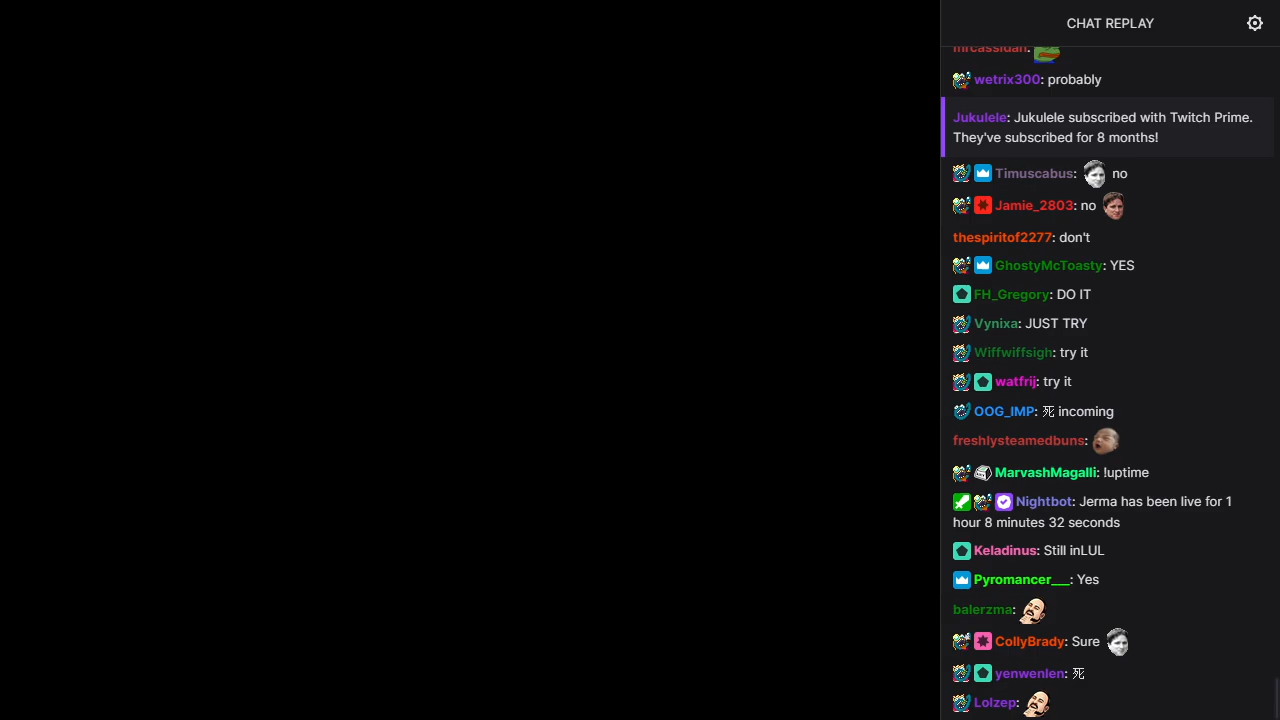 CHAT REPLAY
mrcassidan:
wetrix300: probably
Jukulele: Jukulele subscribed with Twitch Prime.
They've subscribed for 8 months!
Timuscabus: no
Jamie_2803: no
thespiritof2277: don't
GhostyMcToasty: YES
FH_Gregory: DO IT
Vynixa: JUST TRY
Wiffwiffsigh: try it
watfrij: try it
OOG_IMP: 死 incoming
freshlysteamedbuns:
MarvashMagalli: !uptime
Nightbot: Jerma has been live for 1
hour 8 minutes 32 seconds
Keladinus: Still inLUL
Pyromancer___: Yes
balerzma:
CollyBrady: Sure
yenwenlen: 死
Lolzep: